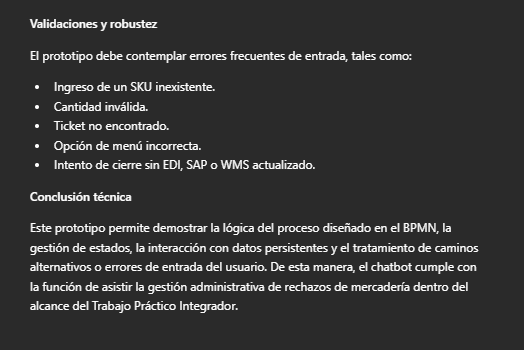 Validaciones y robustez
El prototipo debe contemplar errores frecuentes de entrada, tales como:
• Ingreso de un SKU inexistente.
• Cantidad inválida.
• Ticket no encontrado.
• Opción de menú incorrecta.
• Intento de cierre sin EDI, SAP o WMS actualizado.
Conclusión técnica
Este prototipo permite demostrar la lógica del proceso diseñado en el BPMN, la
gestión de estados, la interacción con datos persistentes y el tratamiento de caminos
alternativos o errores de entrada del usuario. De esta manera, el chatbot cumple con
la función de asistir la gestión administrativa de rechazos de mercadería dentro del
alcance del Trabajo Práctico Integrador.